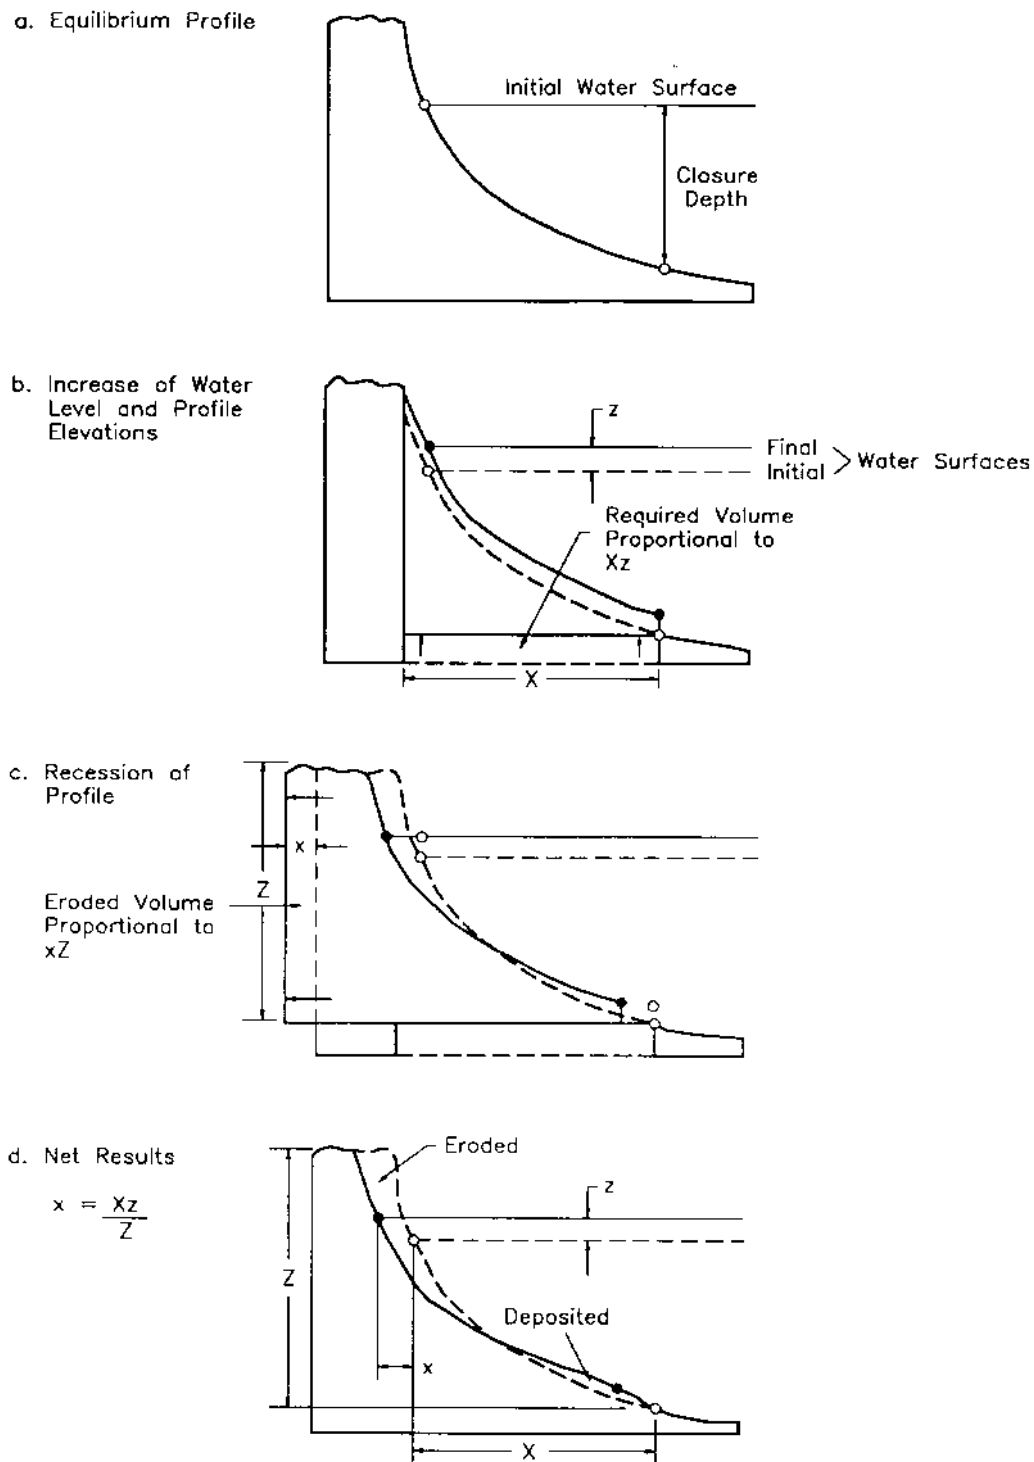 a. Equilibrium Profile
Initial Water Surface
Closure
Depth
b. Increase of Water
Level and Profile
Elevations
z
Final
Initial
Water Surfaces
Required Volume
Proportional to
Xz
X
c. Recession of
Profile
x
Z
Eroded Volume
Proportional to
xZ
d. Net Results
x = Xz
Z
Eroded
z
Z
Deposited
x
X